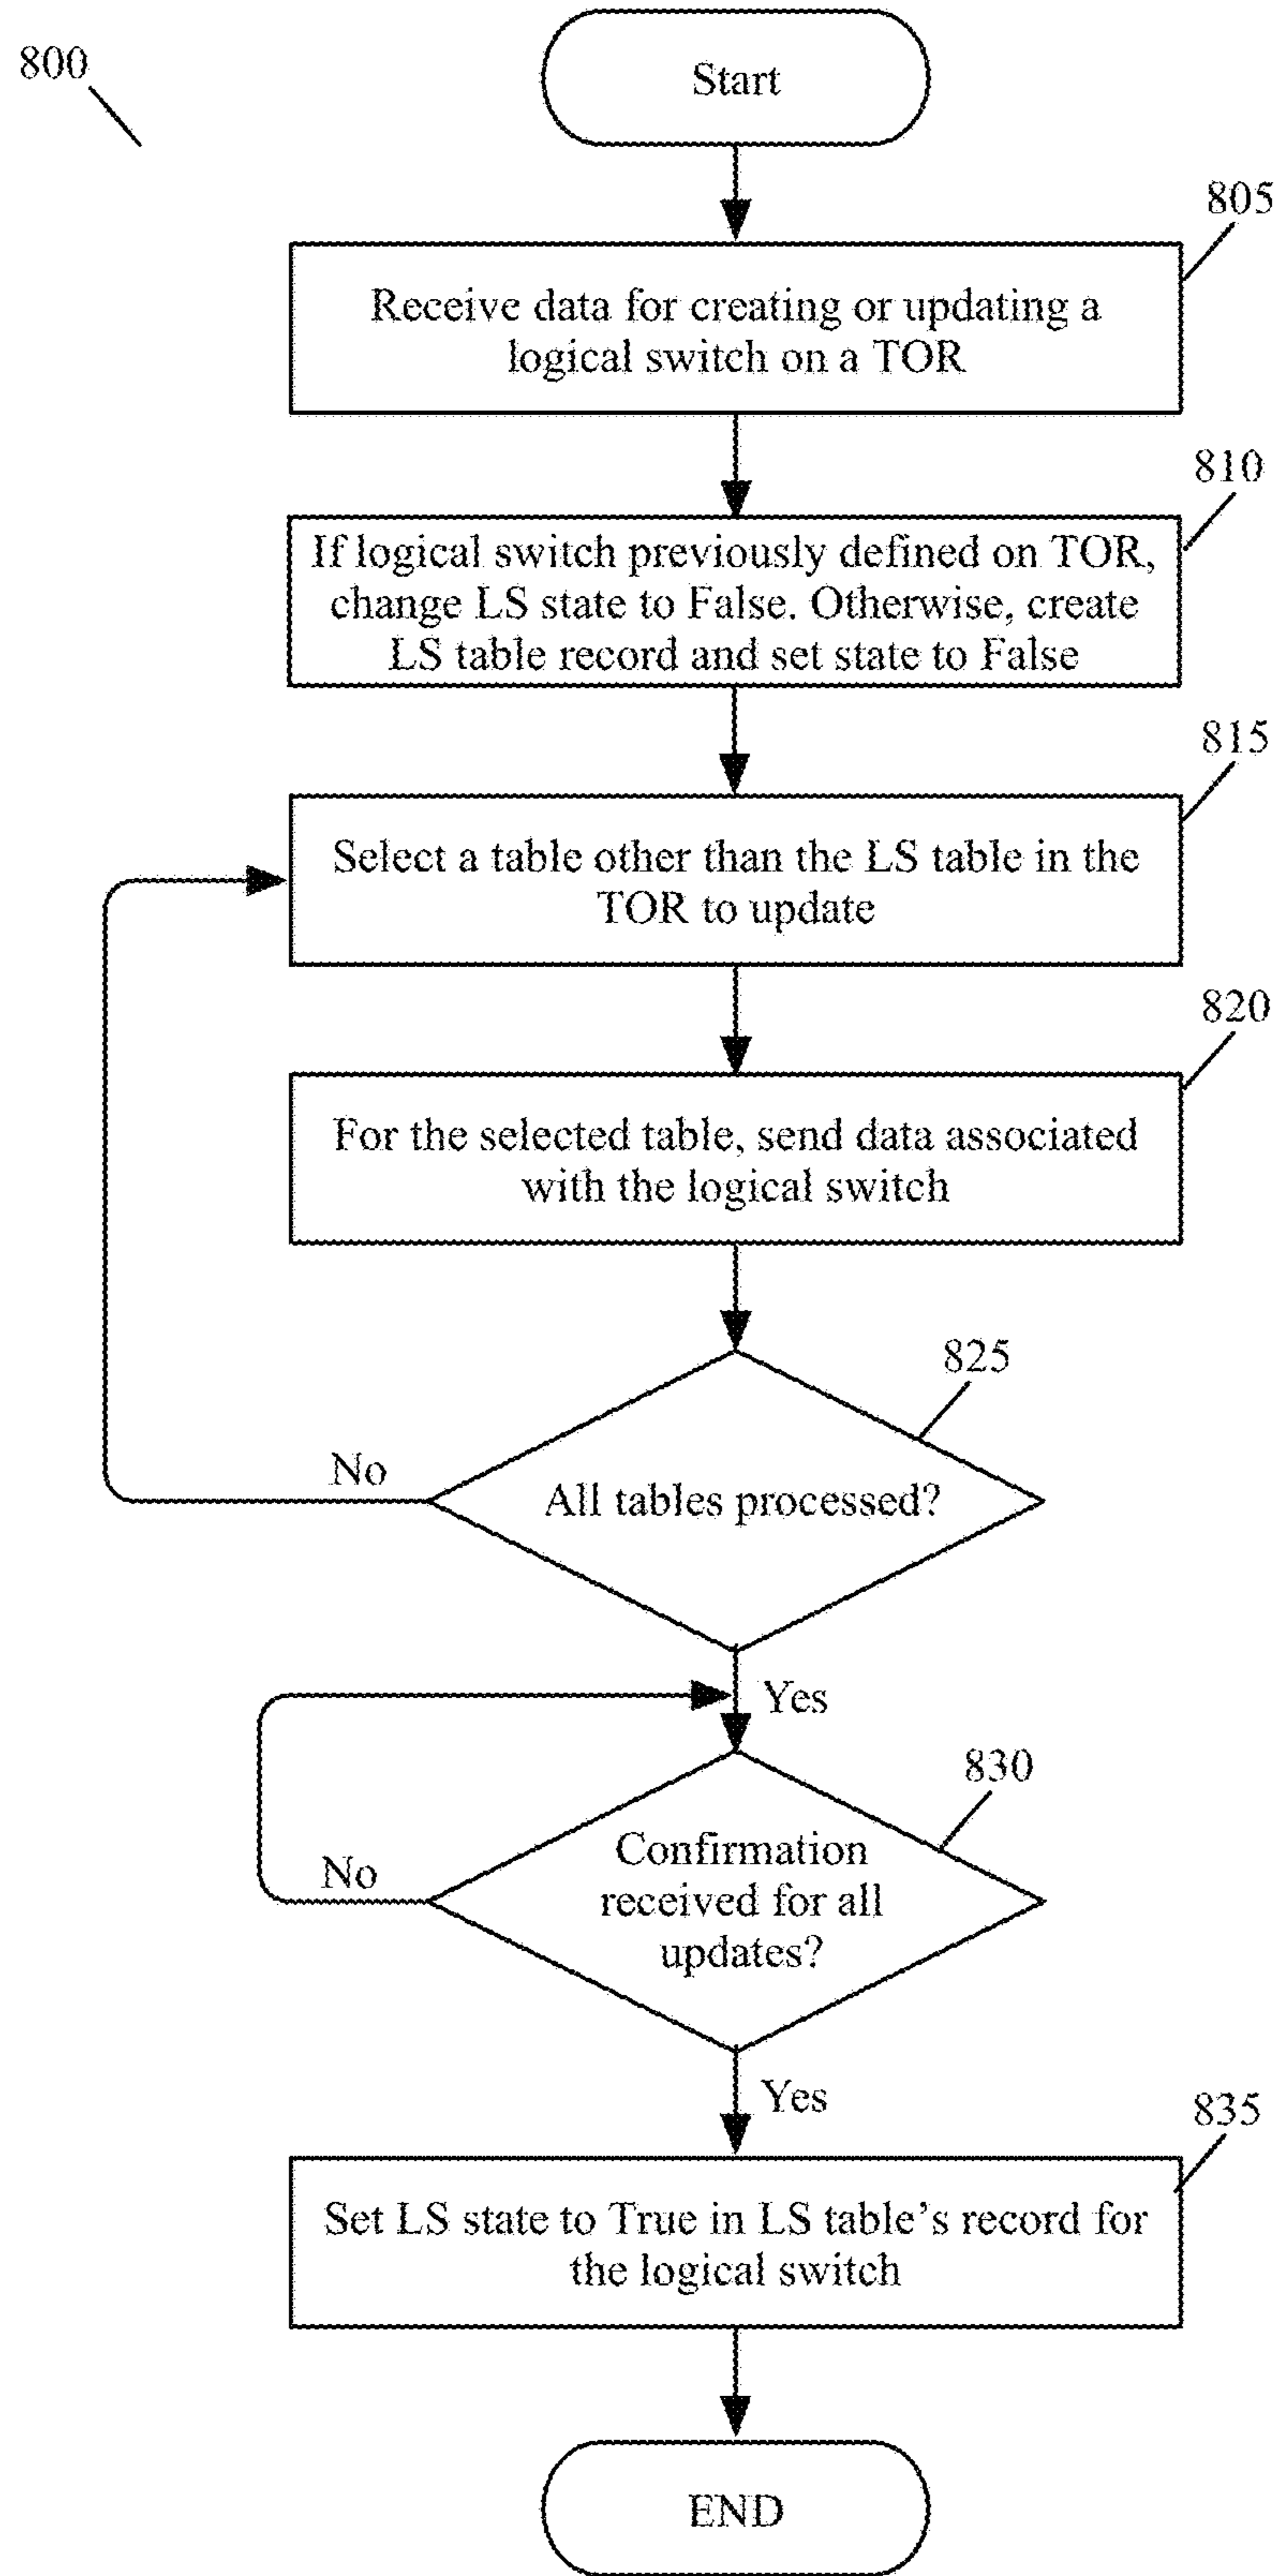 800
Start
805
Receive data for creating or updating a
logical switch on a TOR
810
If logical switch previously defined on TOR,
change LS state to False. Otherwise, create
LS table record and set state to False
815
Select a table other than the LS table in the
TOR to update
820
For the selected table, send data associated
with the logical switch
825
All tables processed?
No
Yes
830
Confirmation
received for all
updates?
No
Yes
835
Set LS state to True in LS table's record for
the logical switch
END